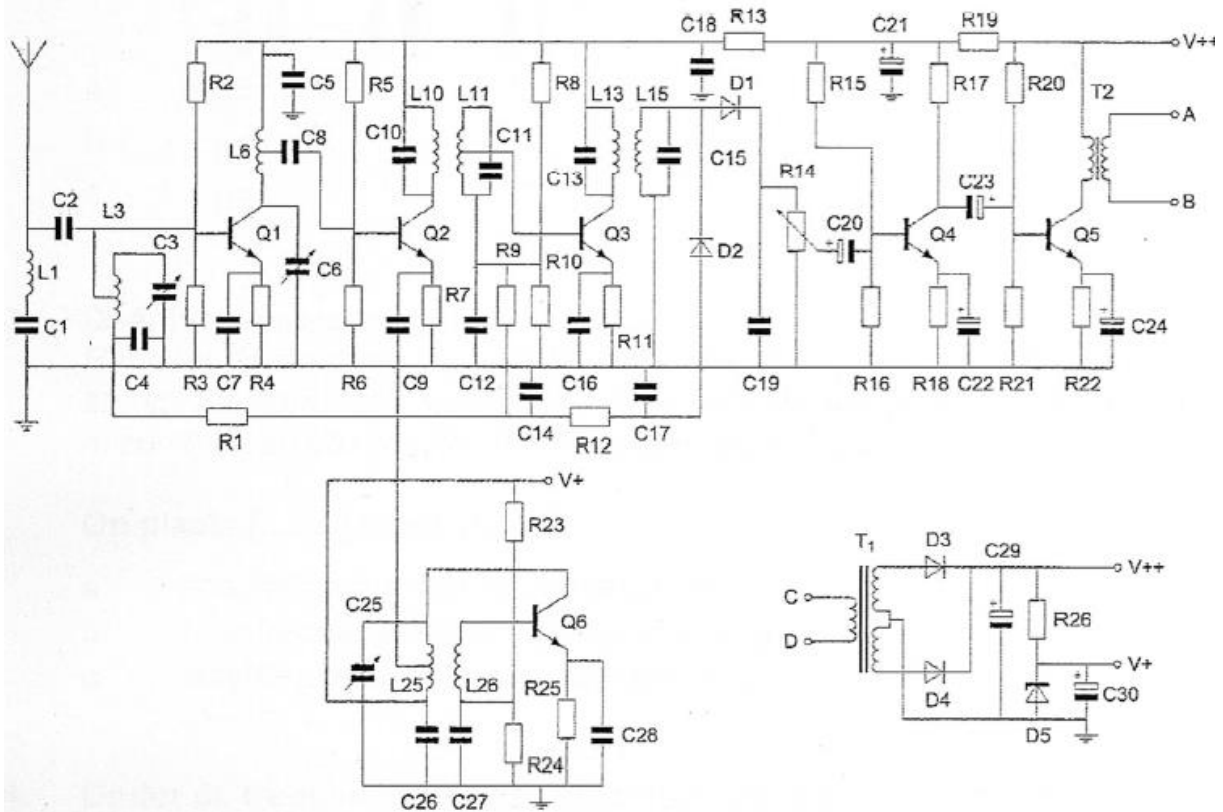 C18 R13 C21 R19
V++
R2 C5 R5 L10 L11 R8 L13 L15 D1 R15 R17 R20 T2
A
C8 C10 C11
L6 C15
C13 R14
C2 L3 C23
B
C3 Q1 Q2 R9 Q3 C20 Q4 Q5
L1 C6 R10 D2
R7
C1 R11 C24
C4 R3 C7 R4 R6 C9 C12 C16 C19 R16 R18 C22 R21 R22
R1 C14 R12 C17
V+
R23
T1 D3 C29
V++
C25 Q6 C
R26
D
V+
L25 L26 R25 D4 C30
C28 D5
R24
C26 C27